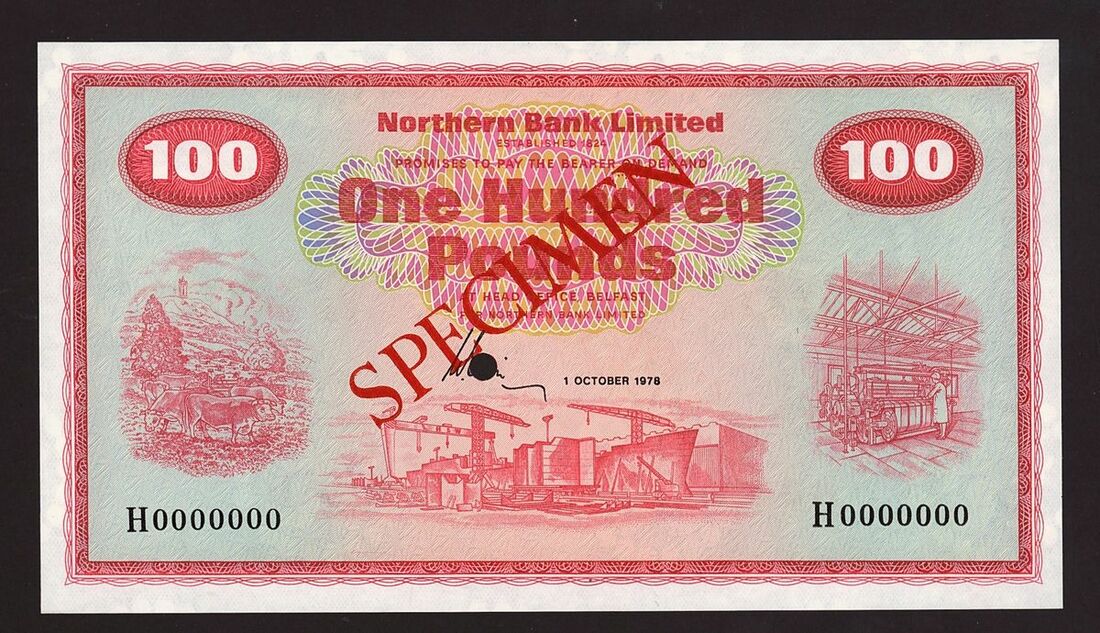 100
Northern Bank Limited
ESTABLISHED 1824
PROMISES TO PAY THE BEARER ON DEMAND
One Hundred
Pounds
AT HEAD OFFICE, BELFAST
FOR NORTHERN BANK LIMITED
100
SPECIMEN
1 OCTOBER 1978
H0000000
H0000000